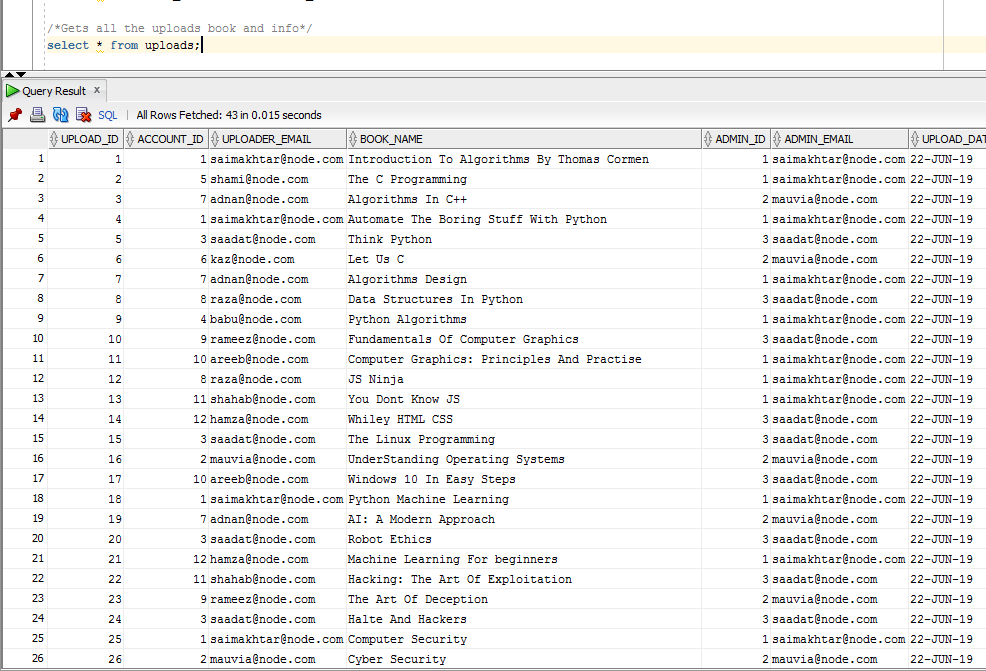 /*Gets all the uploads book and info*/
select * from uploads;
Query Result x
SQL | All Rows Fetched: 43 in 0.015 seconds
UPLOAD_ID ACCOUNT_ID UPLOADER_EMAIL BOOK_NAME ADMIN_ID ADMIN_EMAIL UPLOAD_DAT
1 1 1 saimakhtar@node.com Introduction To Algorithms By Thomas Cormen 1 saimakhtar@node.com 22-JUN-19
2 2 5 shami@node.com The C Programming 1 saimakhtar@node.com 22-JUN-19
3 3 7 adnan@node.com Algorithms In C++ 2 mauvia@node.com 22-JUN-19
4 4 1 saimakhtar@node.com Automate The Boring Stuff With Python 1 saimakhtar@node.com 22-JUN-19
5 5 3 saadat@node.com Think Python 3 saadat@node.com 22-JUN-19
6 6 6 kaz@node.com Let Us C 2 mauvia@node.com 22-JUN-19
7 7 7 adnan@node.com Algorithms Design 1 saimakhtar@node.com 22-JUN-19
8 8 8 raza@node.com Data Structures In Python 3 saadat@node.com 22-JUN-19
9 9 4 babu@node.com Python Algorithms 1 saimakhtar@node.com 22-JUN-19
10 10 9 rameez@node.com Fundamentals Of Computer Graphics 3 saadat@node.com 22-JUN-19
11 11 10 areeb@node.com Computer Graphics: Principles And Practise 1 saimakhtar@node.com 22-JUN-19
12 12 8 raza@node.com JS Ninja 1 saimakhtar@node.com 22-JUN-19
13 13 11 shahab@node.com You Dont Know JS 1 saimakhtar@node.com 22-JUN-19
14 14 12 hamza@node.com Whiley HTML CSS 3 saadat@node.com 22-JUN-19
15 15 3 saadat@node.com The Linux Programming 3 saadat@node.com 22-JUN-19
16 16 2 mauvia@node.com UnderStanding Operating Systems 2 mauvia@node.com 22-JUN-19
17 17 10 areeb@node.com Windows 10 In Easy Steps 3 saadat@node.com 22-JUN-19
18 18 1 saimakhtar@node.com Python Machine Learning 1 saimakhtar@node.com 22-JUN-19
19 19 7 adnan@node.com AI: A Modern Approach 2 mauvia@node.com 22-JUN-19
20 20 3 saadat@node.com Robot Ethics 3 saadat@node.com 22-JUN-19
21 21 12 hamza@node.com Machine Learning For beginners 1 saimakhtar@node.com 22-JUN-19
22 22 11 shahab@node.com Hacking: The Art Of Exploitation 3 saadat@node.com 22-JUN-19
23 23 9 rameez@node.com The Art Of Deception 2 mauvia@node.com 22-JUN-19
24 24 3 saadat@node.com Halte And Hackers 3 saadat@node.com 22-JUN-19
25 25 1 saimakhtar@node.com Computer Security 1 saimakhtar@node.com 22-JUN-19
26 26 2 mauvia@node.com Cyber Security 2 mauvia@node.com 22-JUN-19